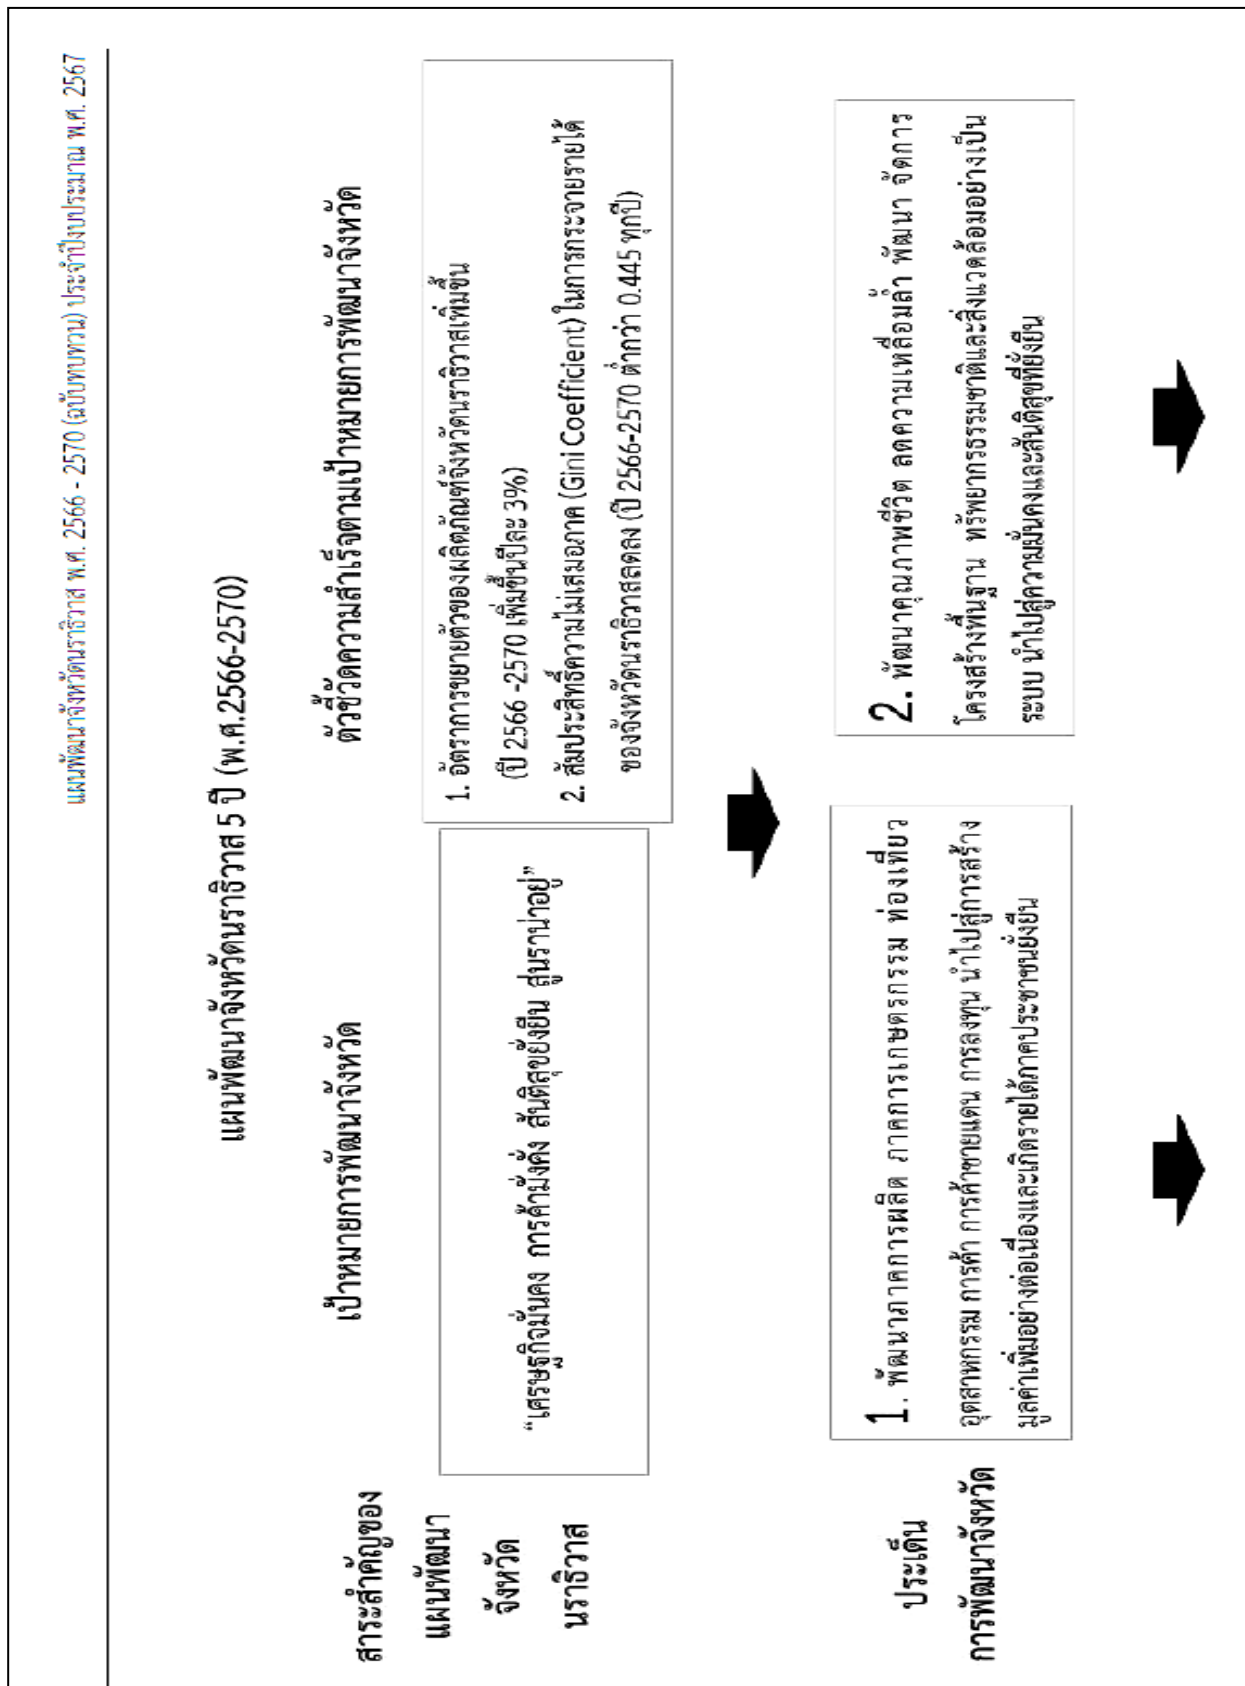 แผนพัฒนาจังหวัดนราธิวาส พ.ศ. 2566 - 2570 (ฉบับทบทวน) ประจำปีงบประมาณ พ.ศ. 2567
แผนพัฒนาจังหวัดนราธิวาส 5 ปี (พ.ศ.2566-2570)
สาระสำคัญของ
แผนพัฒนา
จังหวัด
นราธิวาส
เป้าหมายการพัฒนาจังหวัด
“เศรษฐกิจมั่นคง การค้ามั่งคั่ง สันติสุขยั่งยืน สู่นราน่าอยู่”
ตัวชี้วัดความสำเร็จตามเป้าหมายการพัฒนาจังหวัด
1. อัตราการขยายตัวของผลิตภัณฑ์จังหวัดนราธิวาสเพิ่มขึ้น
(ปี 2566 -2570 เพิ่มขึ้นปีละ 3%)
2. สัมประสิทธิ์ความไม่เสมอภาค (Gini Coefficient) ในการกระจายรายได้
ของจังหวัดนราธิวาสลดลง (ปี 2566-2570 ต่ำกว่า 0.445 ทุกปี)
ประเด็น
การพัฒนาจังหวัด
1. พัฒนาภาคการผลิต ภาคการเกษตรกรรม ท่องเที่ยว
อุตสาหกรรม การค้า การค้าชายแดน การลงทุน นำไปสู่การสร้าง
มูลค่าเพิ่มอย่างต่อเนื่องและเกิดรายได้ภาคประชาชนยั่งยืน
2. พัฒนาคุณภาพชีวิต ลดความเหลื่อมล้ำ พัฒนา จัดการ
โครงสร้างพื้นฐาน ทรัพยากรธรรมชาติและสิ่งแวดล้อมอย่างเป็น
ระบบ นำไปสู่ความมั่นคงและสันติสุขที่ยั่งยืน